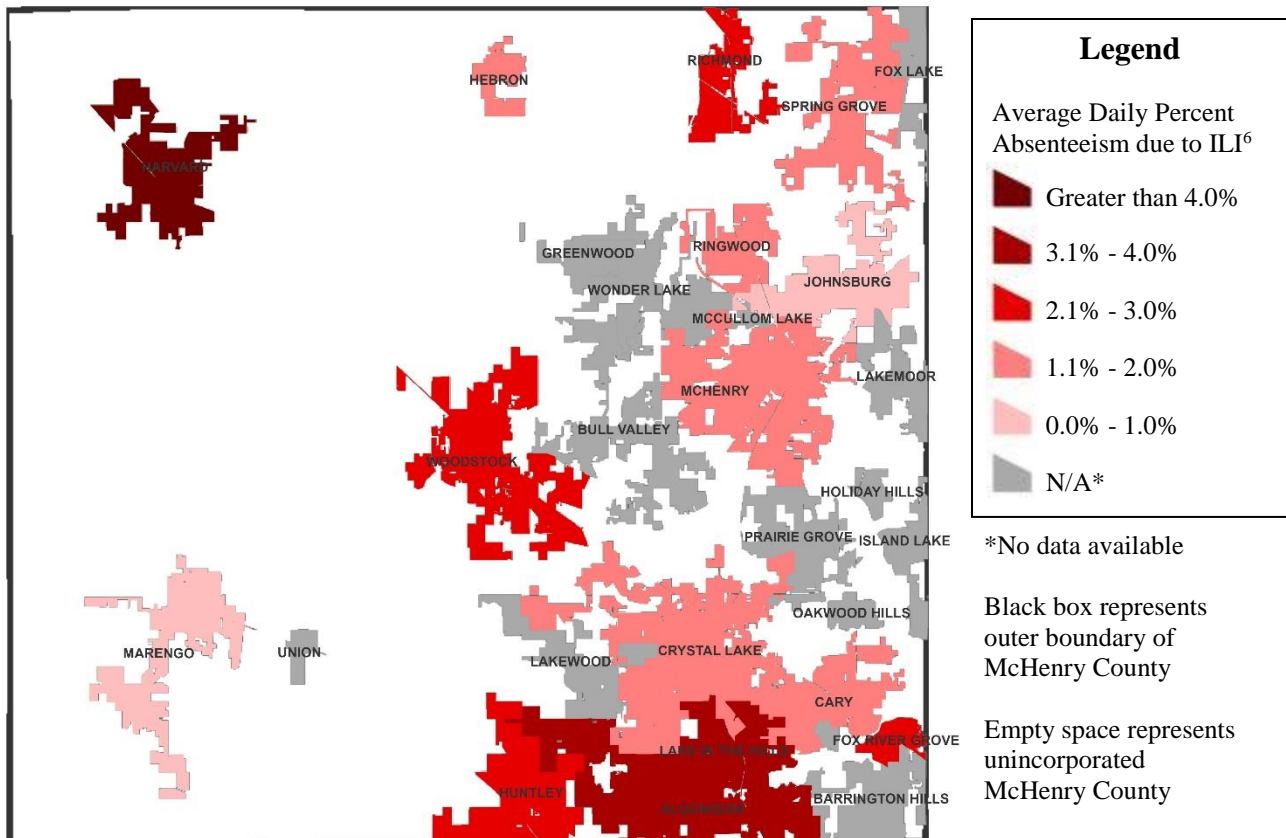 RICHMOND
HEBRON
FOX LAKE
SPRING GROVE
HARVARD
GREENWOOD
RINGWOOD
WONDER LAKE
JOHNSBURG
MCCULLOM LAKE
LAKEMOOR
MCHENRY
BULL VALLEY
WOODSTOCK
HOLIDAY HILLS
PRAIRIE GROVE
ISLAND LAKE
OAKWOOD HILLS
MARENGO
UNION
LAKEWOOD
CRYSTAL LAKE
CARY
FOX RIVER GROVE
LAKE IN THE HILLS
HUNTLEY
ALGONQUIN
BARRINGTON HILLS
Legend
Average Daily Percent
Absenteeism due to ILI⁶
Greater than 4.0%
3.1% - 4.0%
2.1% - 3.0%
1.1% - 2.0%
0.0% - 1.0%
N/A*
*No data available
Black box represents
outer boundary of
McHenry County
Empty space represents
unincorporated
McHenry County